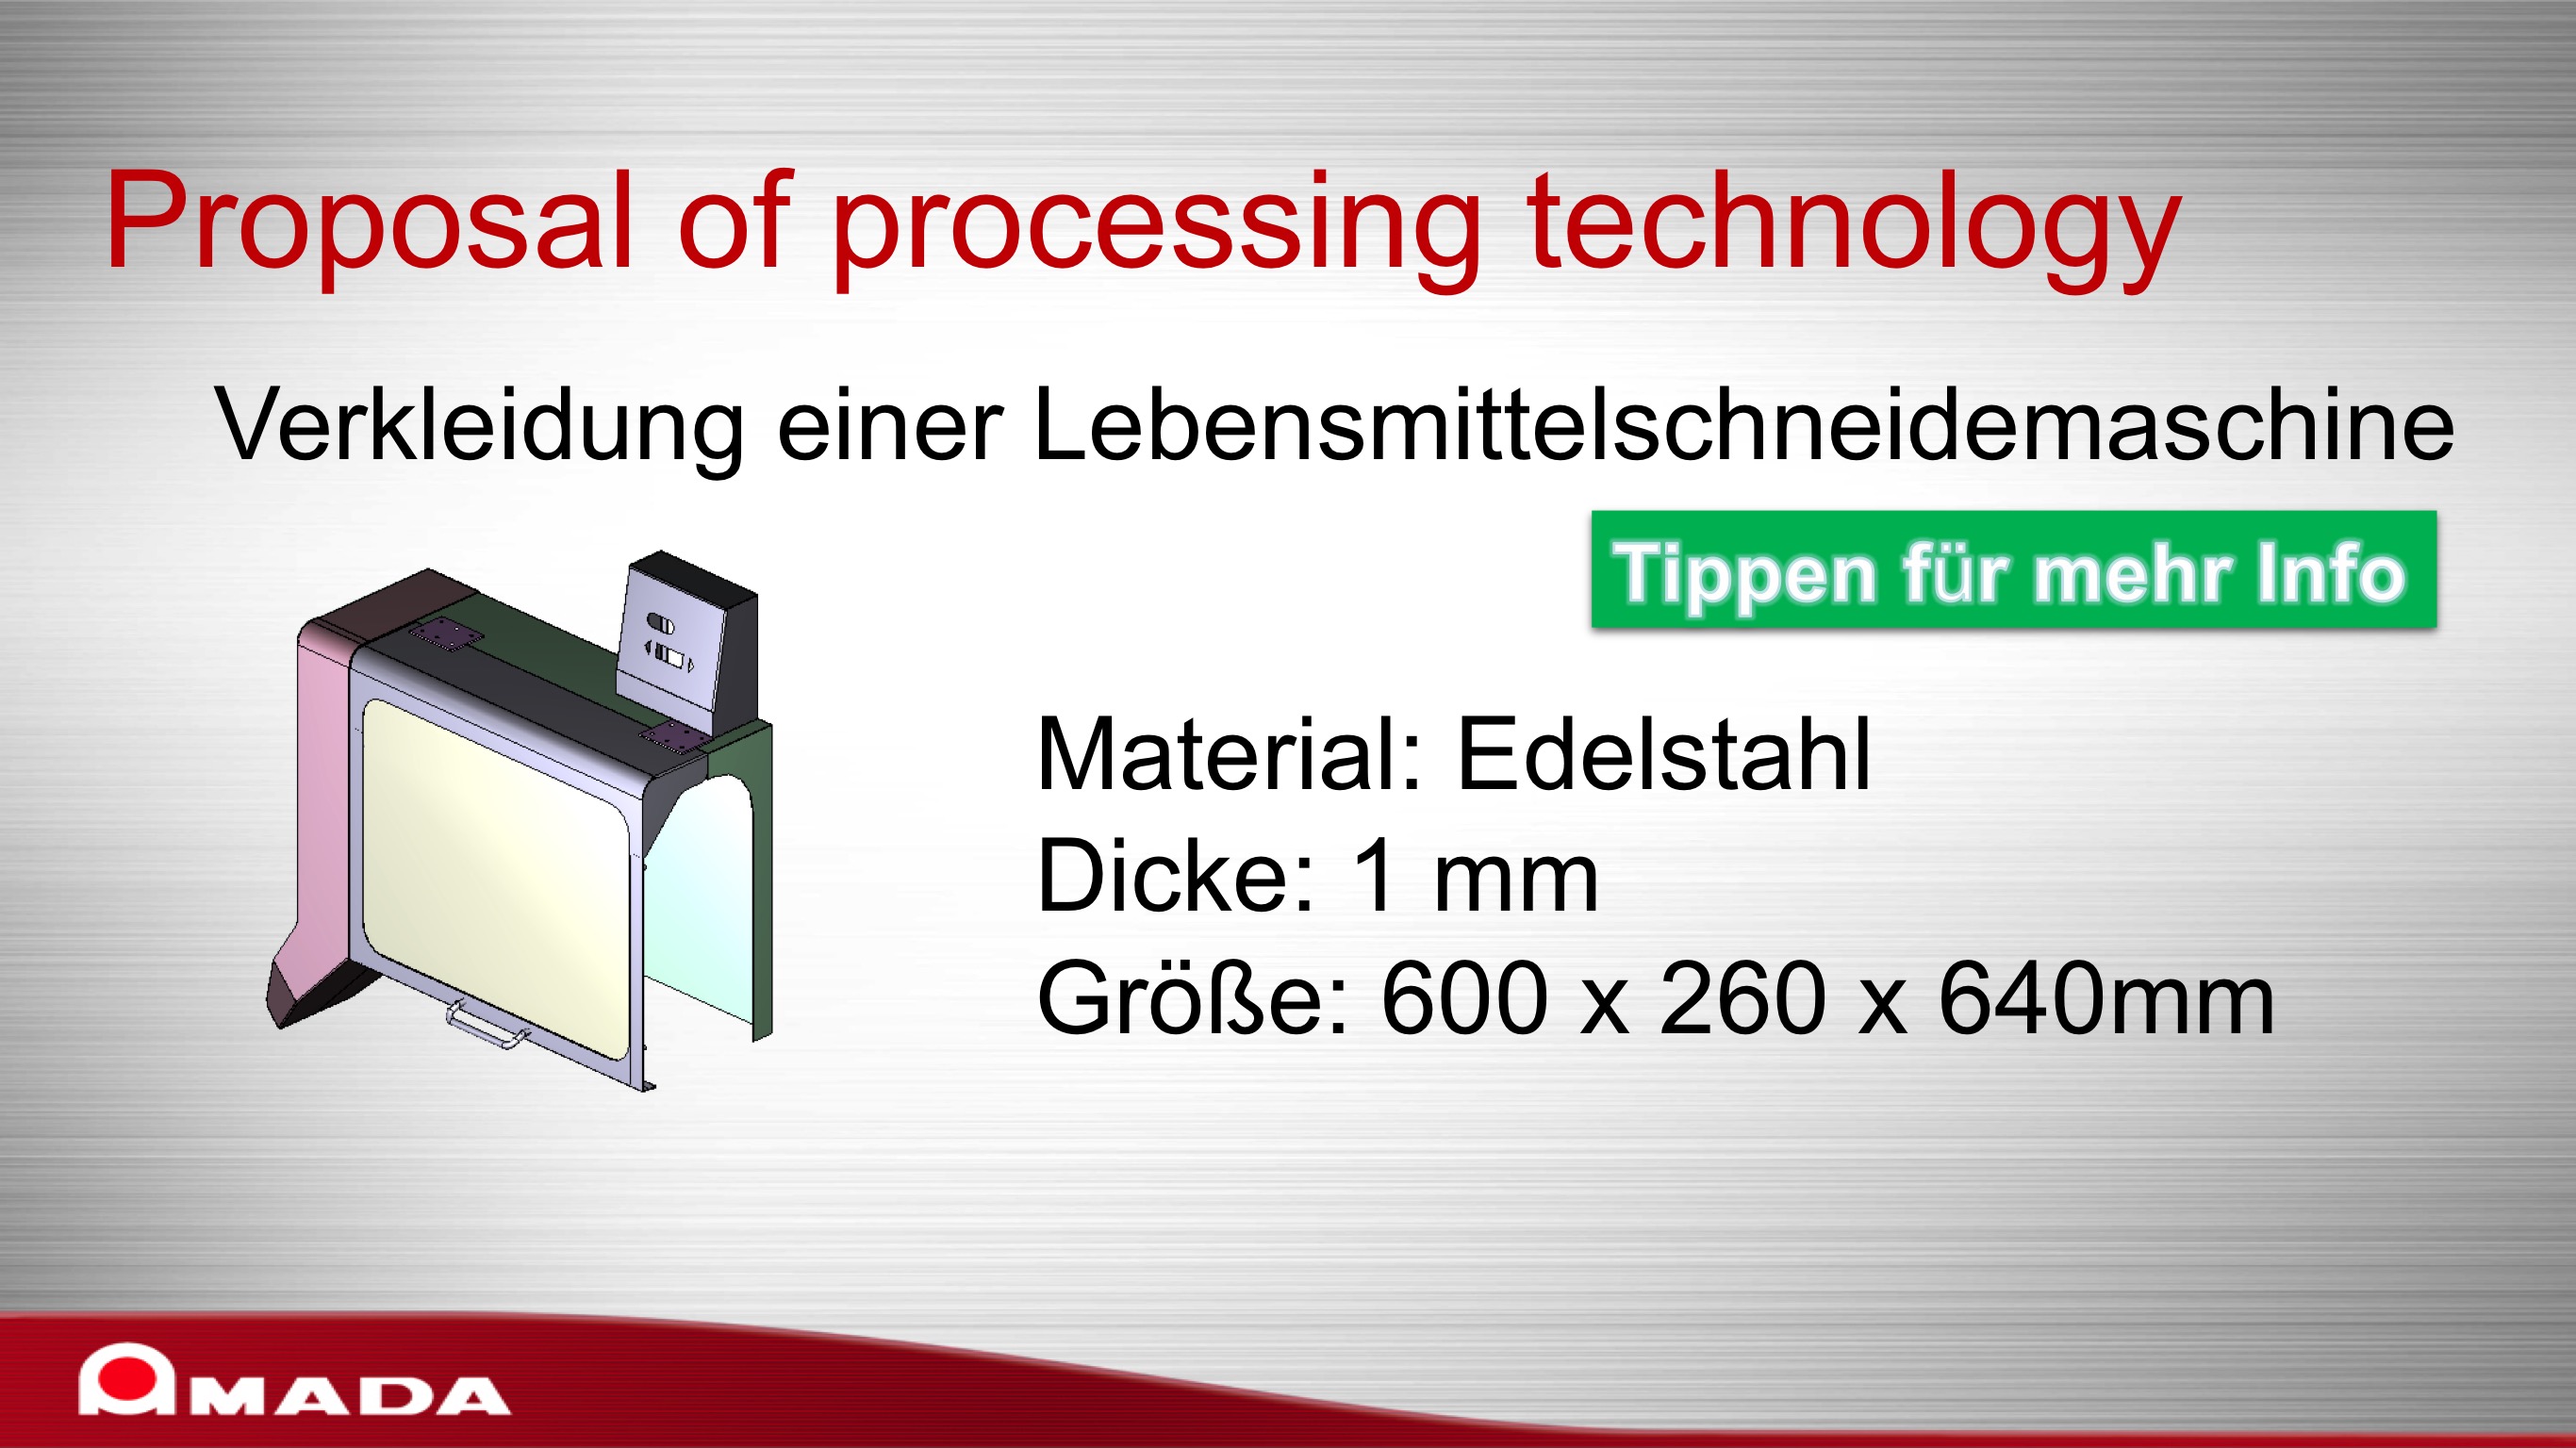 Proposal of processing technology
Verkleidung einer Lebensmittelschneidemaschine
Tippen für mehr Info
Material: Edelstahl
Dicke: 1 mm
Größe: 600 x 260 x 640mm
AMADA